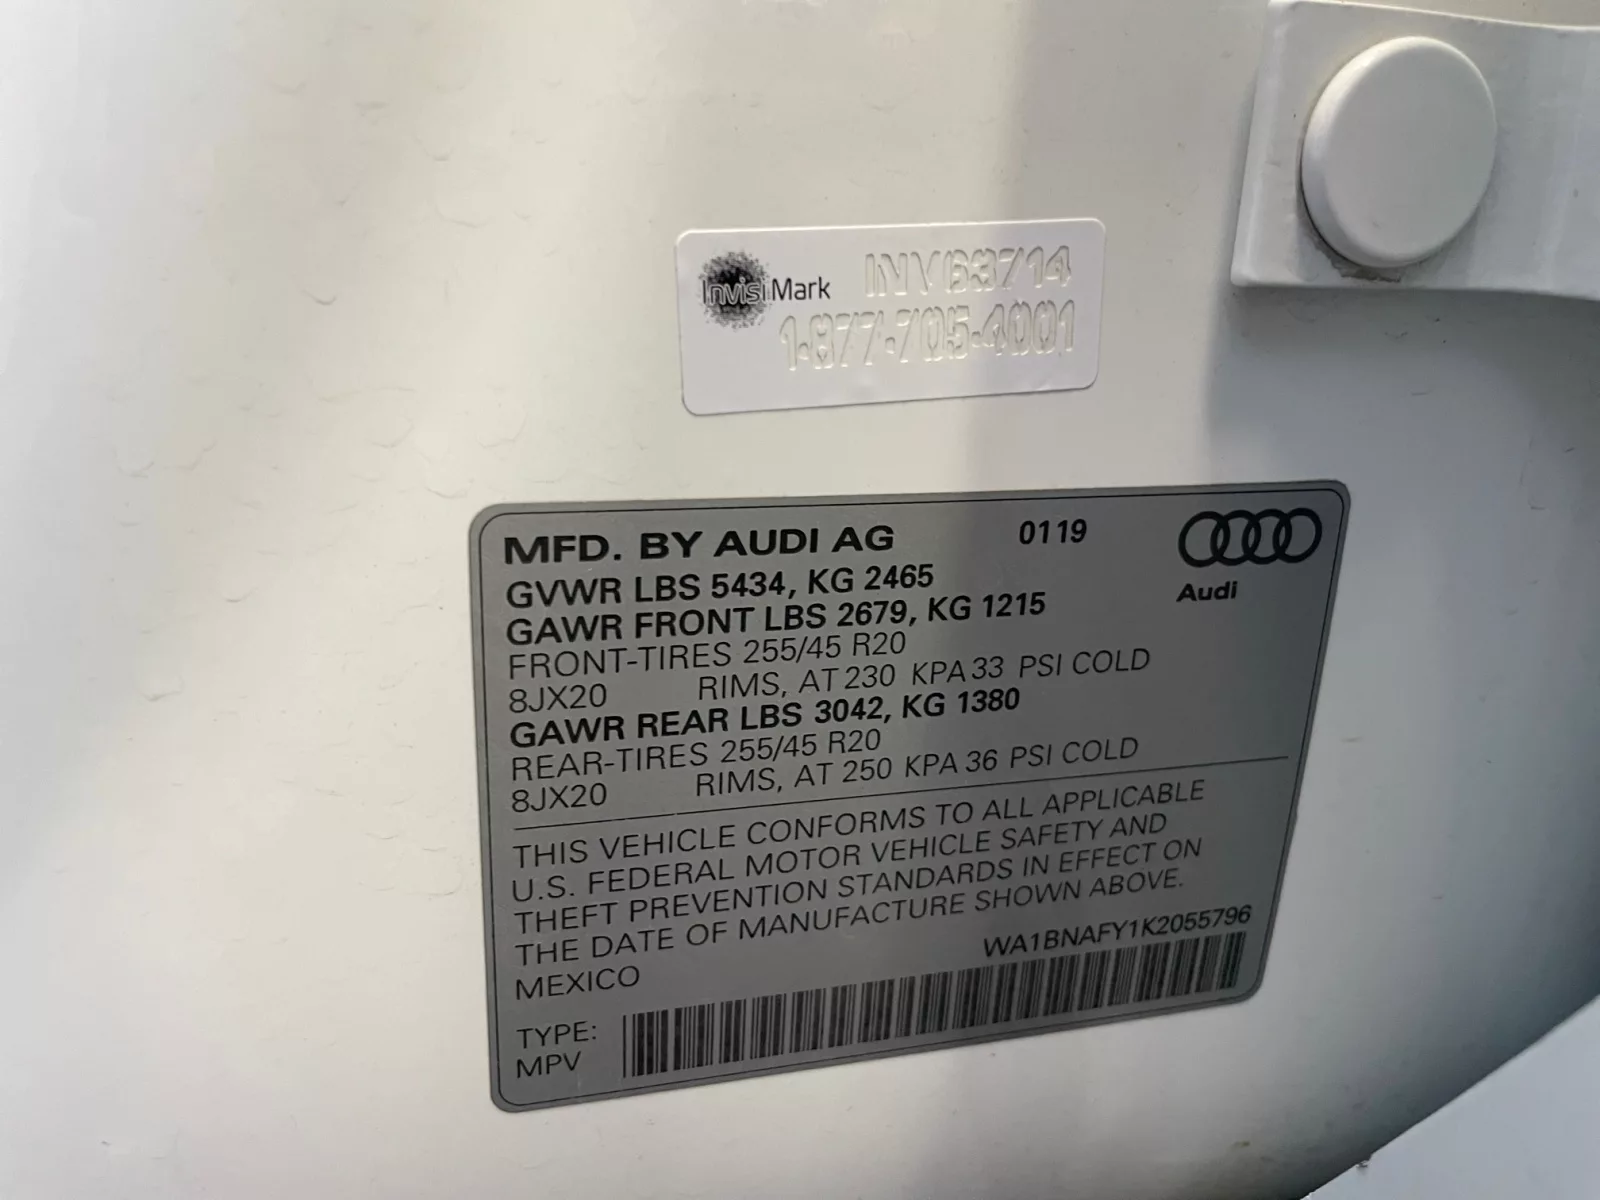 InvisiMark INV63714
1-877-705-4001
MFD. BY AUDI AG 0119
Audi
GVWR LBS 5434, KG 2465
GAWR FRONT LBS 2679, KG 1215
FRONT-TIRES 255/45 R20
8JX20 RIMS, AT 230 KPA 33 PSI COLD
GAWR REAR LBS 3042, KG 1380
REAR-TIRES 255/45 R20
8JX20 RIMS, AT 250 KPA 36 PSI COLD
THIS VEHICLE CONFORMS TO ALL APPLICABLE
U.S. FEDERAL MOTOR VEHICLE SAFETY AND
THEFT PREVENTION STANDARDS IN EFFECT ON
THE DATE OF MANUFACTURE SHOWN ABOVE.
MEXICO WA1BNAFY1K2055796
TYPE:
MPV